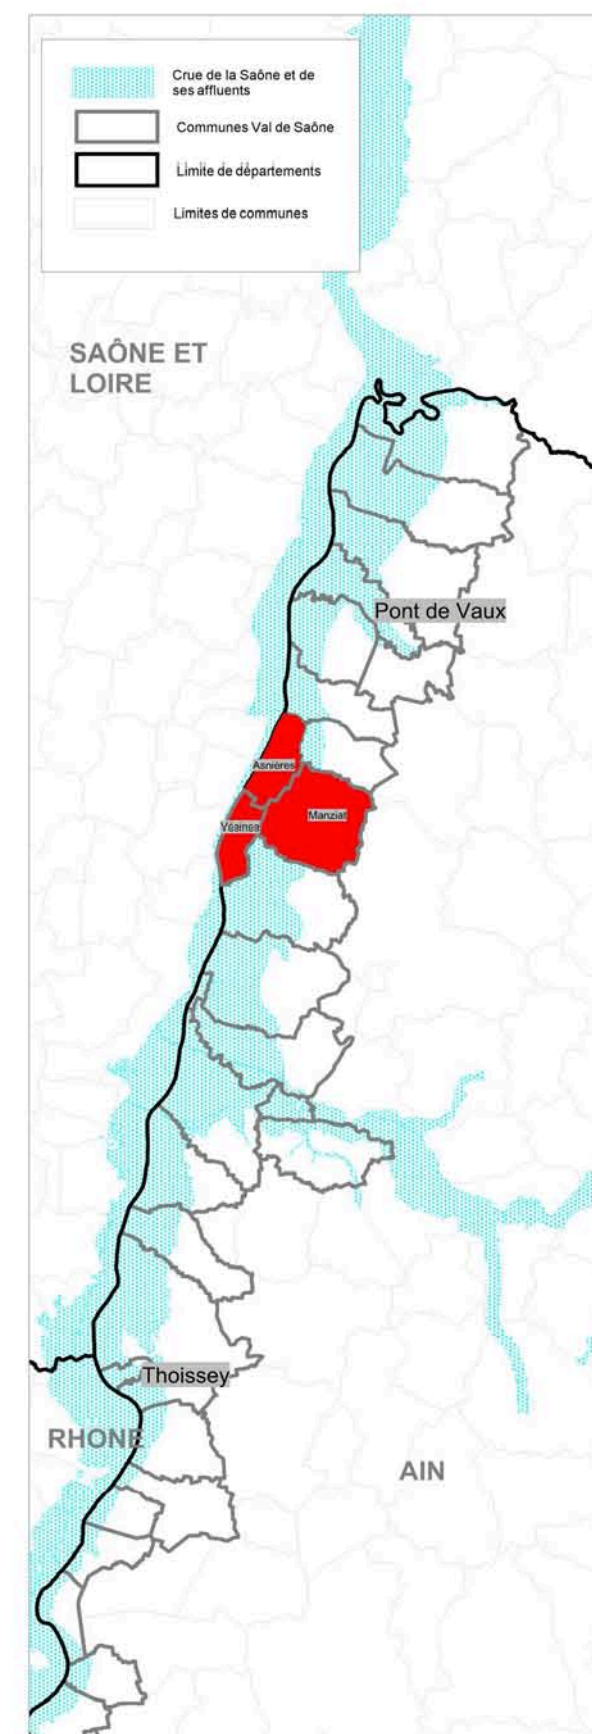 Crue de la Saône et de
ses affluents
Communes Val de Saône
Limite de départements
Limites de communes
SAÔNE ET
LOIRE
Pont de Vaux
Asnières
Manziat
Vésines
Thoissey
RHONE
AIN